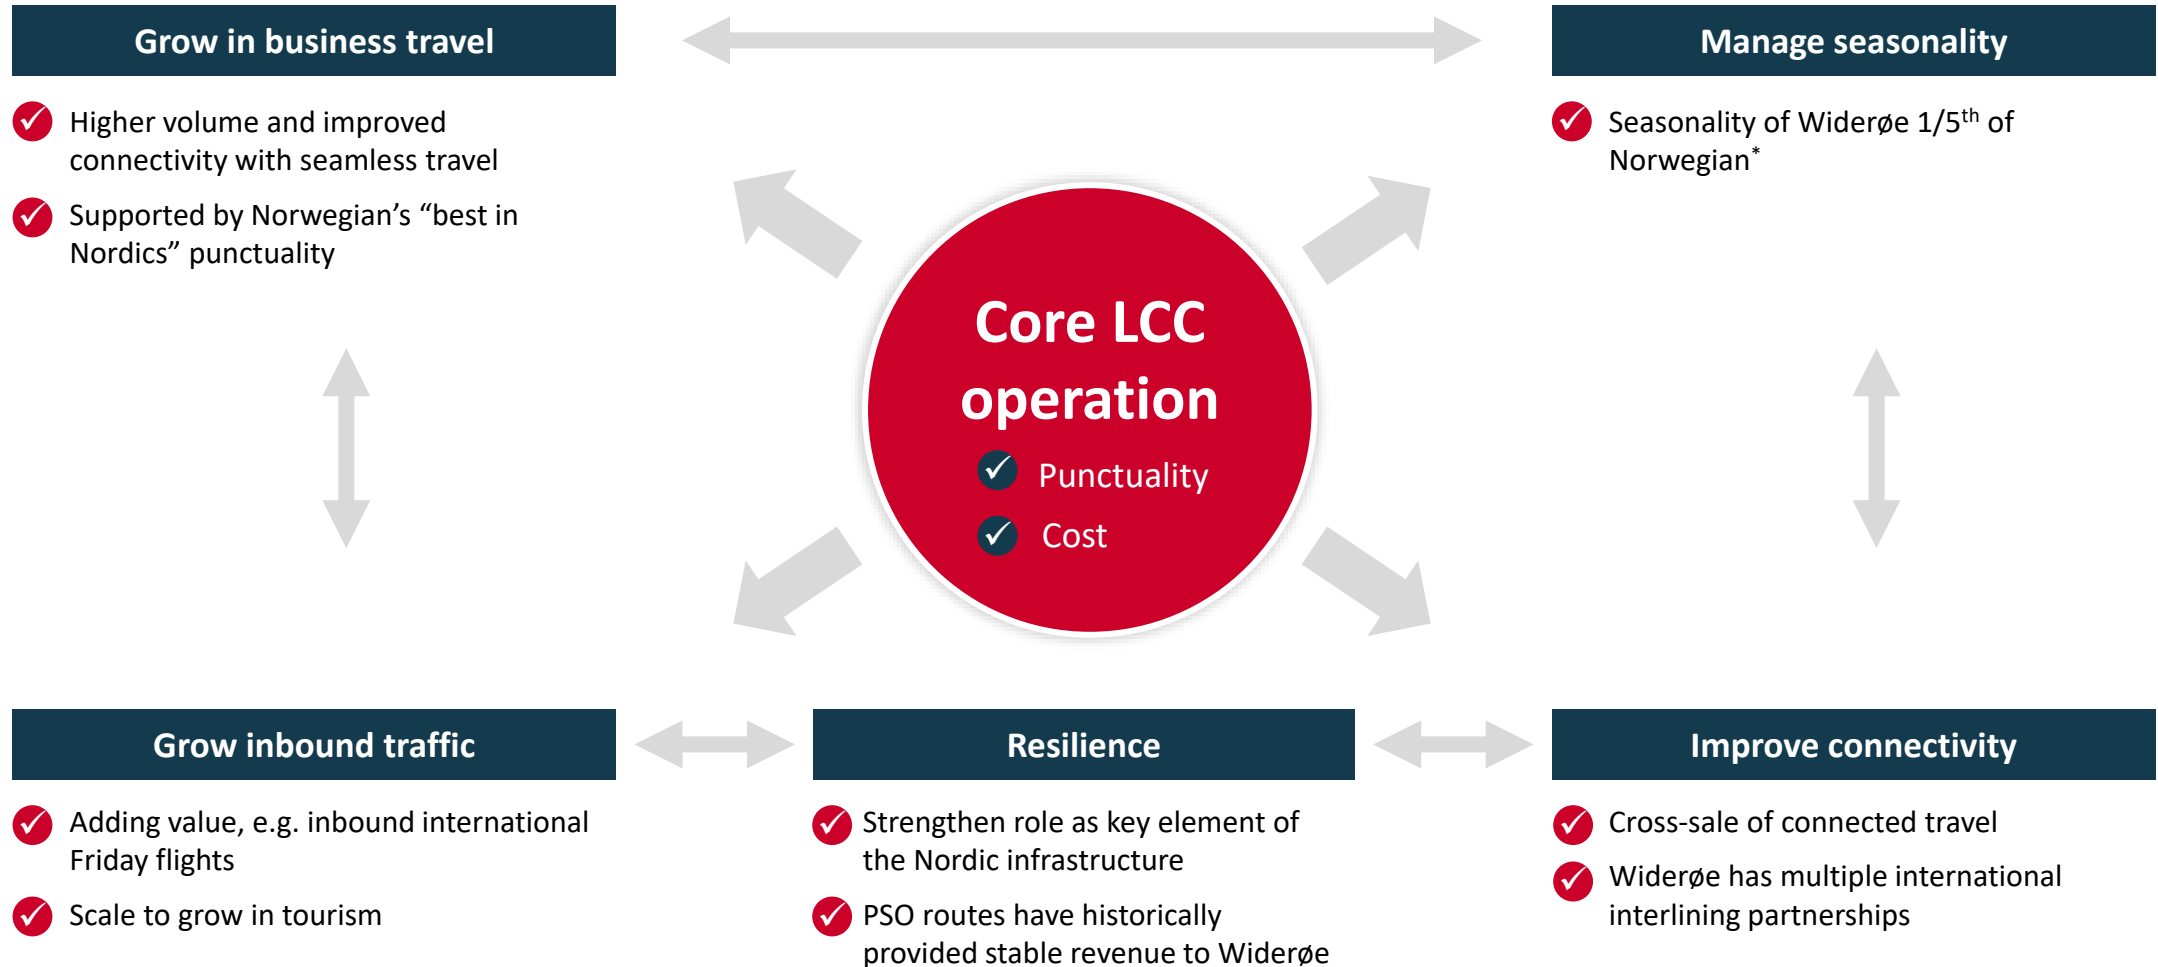 Grow in business travel
Higher volume and improved
connectivity with seamless travel
Supported by Norwegian’s “best in
Nordics” punctuality
Manage seasonality
Seasonality of Widerøe 1/5th of
Norwegian*
Core LCC
operation
Punctuality
Cost
Grow inbound traffic
Adding value, e.g. inbound international
Friday flights
Scale to grow in tourism
Resilience
Strengthen role as key element of
the Nordic infrastructure
PSO routes have historically
provided stable revenue to Widerøe
Improve connectivity
Cross-sale of connected travel
Widerøe has multiple international
interlining partnerships